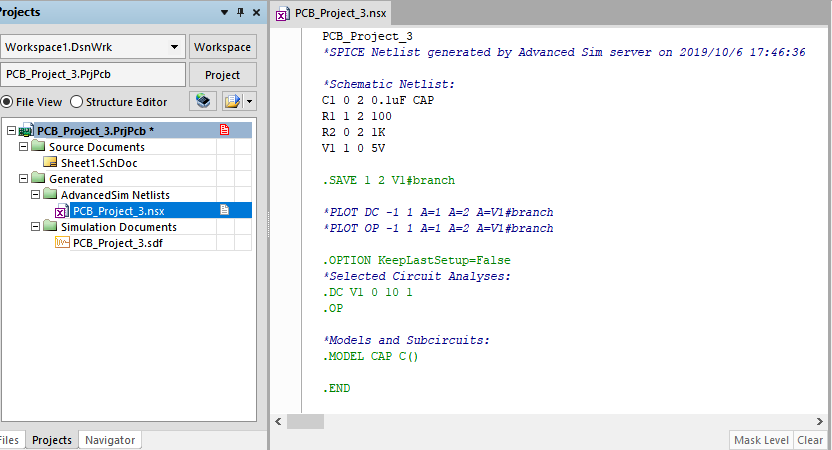 Projects
Workspace1.DsnWrk
Workspace
PCB_Project_3.PrjPcb
Project
File View
Structure Editor
PCB_Project_3.PrjPcb *
Source Documents
Sheet1.SchDoc
Generated
AdvancedSim Netlists
PCB_Project_3.nsx
Simulation Documents
PCB_Project_3.sdf
Files
Projects
Navigator
PCB_Project_3.nsx
PCB_Project_3
*SPICE Netlist generated by Advanced Sim server on 2019/10/6 17:46:36
*Schematic Netlist:
C1 0 2 0.1uF CAP
R1 1 2 100
R2 0 2 1K
V1 1 0 5V
.SAVE 1 2 V1#branch
*PLOT DC -1 1 A=1 A=2 A=V1#branch
*PLOT OP -1 1 A=1 A=2 A=V1#branch
.OPTION KeepLastSetup=False
*Selected Circuit Analyses:
.DC V1 0 10 1
.OP
*Models and Subcircuits:
.MODEL CAP C()
.END
Mask Level
Clear